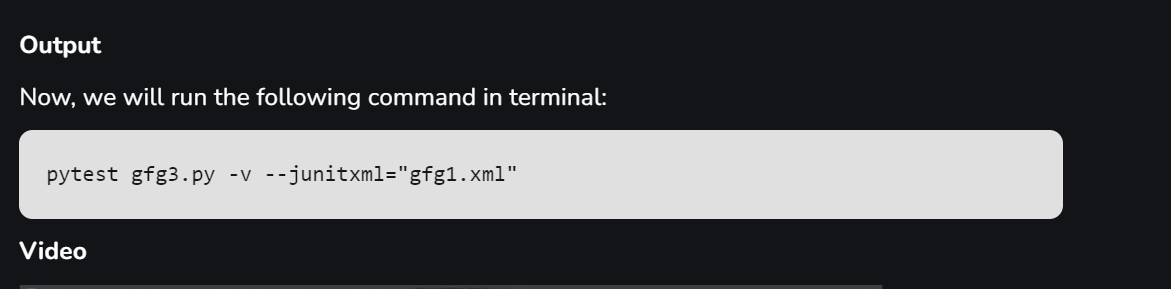 Output
Now, we will run the following command in terminal:
pytest gfg3.py -v --junitxml="gfg1.xml"
Video